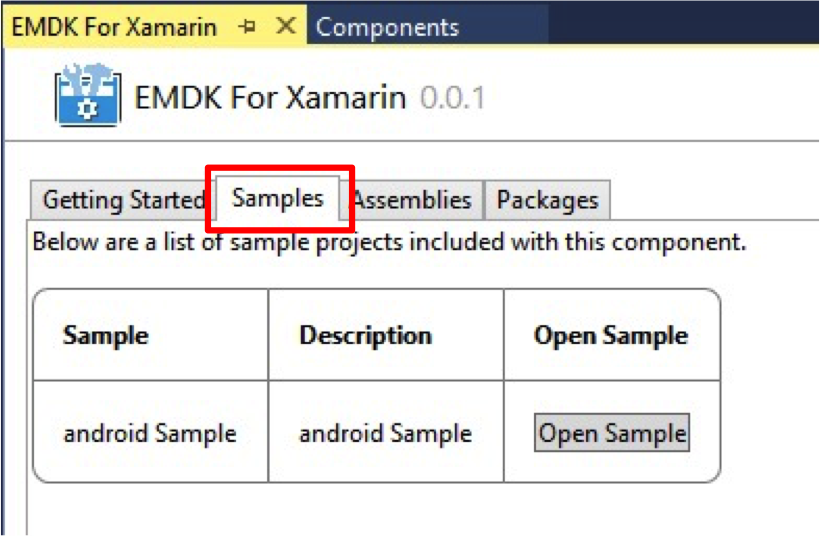 EMDK For Xamarin Components
EMDK For Xamarin 0.0.1
Getting Started Samples Assemblies Packages
Below are a list of sample projects included with this component.
Sample Description Open Sample
android Sample android Sample Open Sample